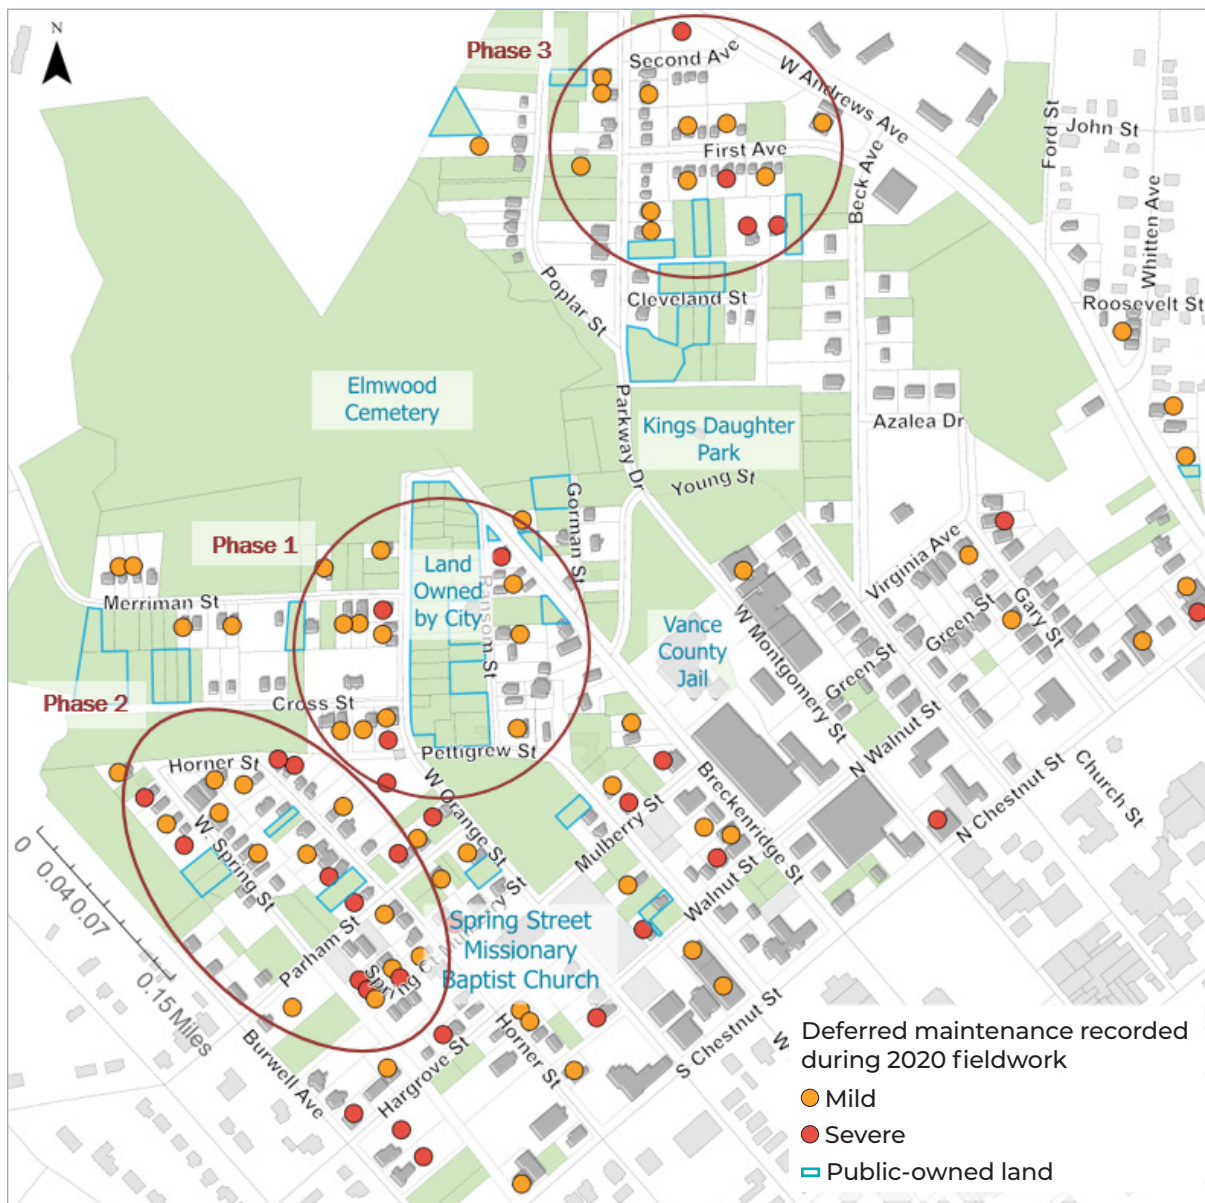 N
Phase 3
Second Ave
W Andrews Ave
Ford St
John St
First Ave
Beck Ave
Whitten Ave
Poplar St
Cleveland St
Roosevelt St
Elmwood
Cemetery
Parkway Dr
Kings Daughter
Park
Azalea Dr
Young St
Gorman St
Phase 1
Land
Owned
by City
Ransom St
Virginia Ave
Merriman St
Green St
Gary St
Vance
County
Jail
W Montgomery St
Green St
Phase 2
Cross St
Pettigrew St
N Walnut St
Horner St
W Orange St
Breckenridge St
N Chestnut St
Church St
W. Spring St
Mulberry St
Walnut St
0
0.04
0.07
0.15 Miles
Parham St
Spring Ct
Mulberry St
Spring Street
Missionary
Baptist Church
Burwell Ave
Hargrove St
Horner St
S Chestnut St
W
Deferred maintenance recorded
during 2020 fieldwork
Mild
Severe
Public-owned land